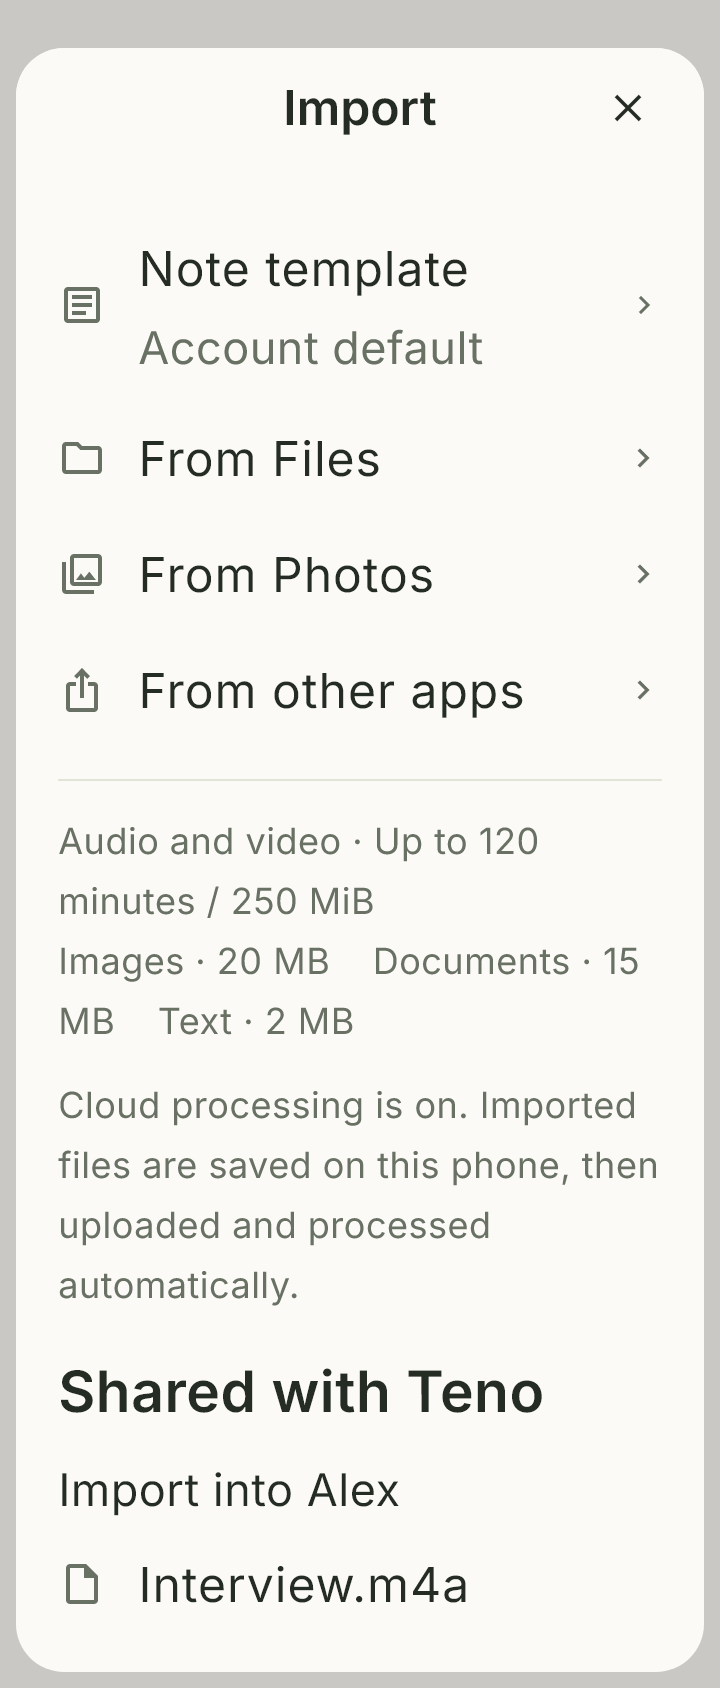 Import
Note template
Account default
From Files
From Photos
From other apps
Audio and video · Up to 120
minutes / 250 MiB
Images · 20 MB Documents · 15
MB Text · 2 MB
Cloud processing is on. Imported
files are saved on this phone, then
uploaded and processed
automatically.
Shared with Teno
Import into Alex
Interview.m4a